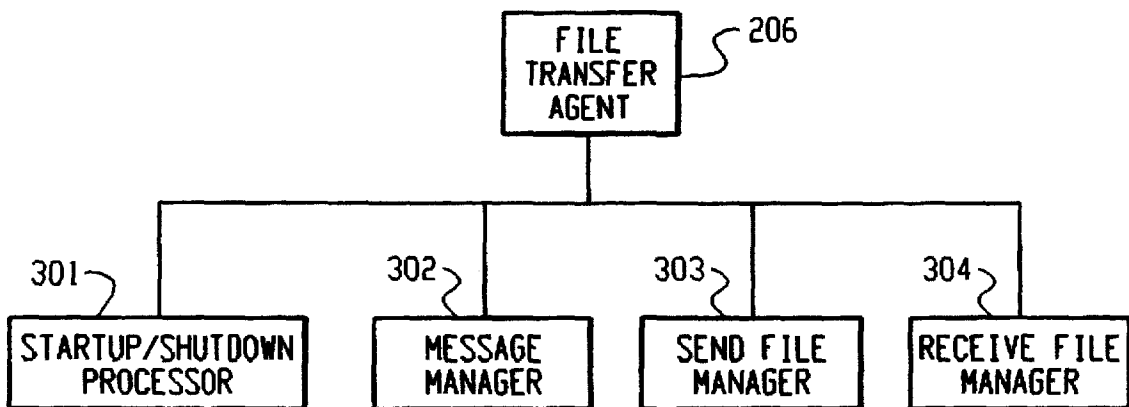 FILE
TRANSFER
AGENT
206
301
302
303
304
STARTUP/SHUTDOWN
PROCESSOR
MESSAGE
MANAGER
SEND FILE
MANAGER
RECEIVE FILE
MANAGER